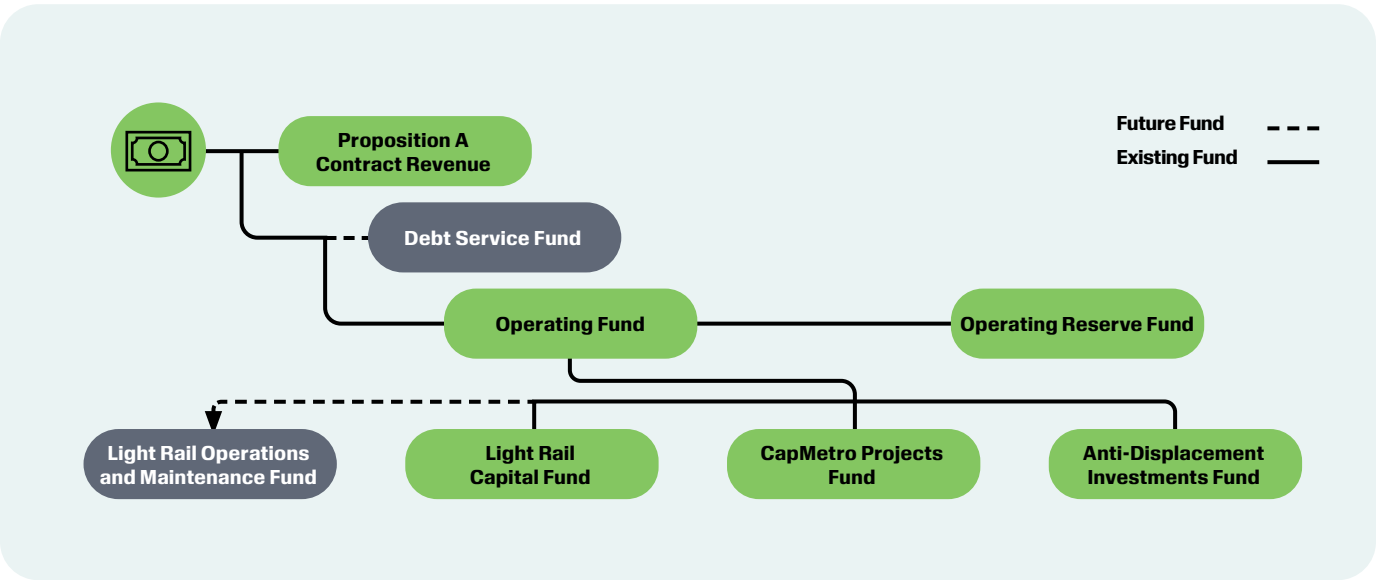 Proposition A
Contract Revenue
Future Fund
Existing Fund
Debt Service Fund
Operating Fund
Operating Reserve Fund
Light Rail Operations
and Maintenance Fund
Light Rail
Capital Fund
CapMetro Projects
Fund
Anti-Displacement
Investments Fund